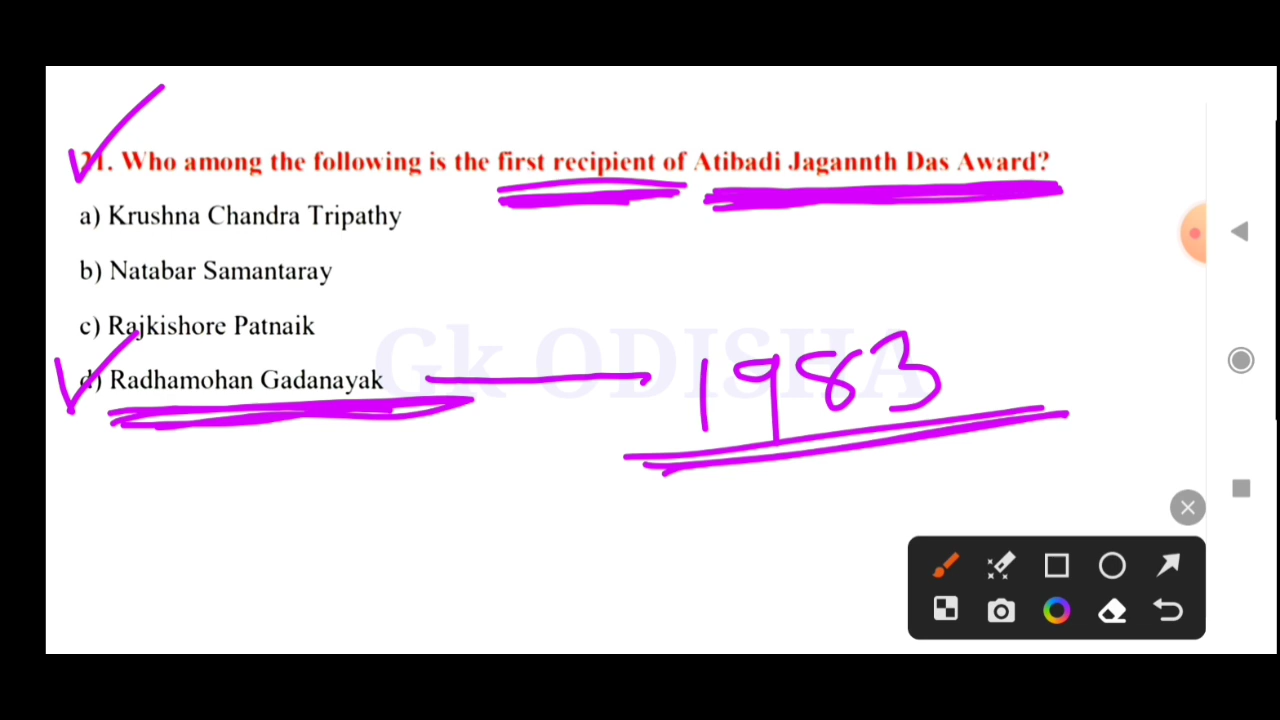 21. Who among the following is the first recipient of Atibadi Jagannth Das Award?
a) Krushna Chandra Tripathy
b) Natabar Samantaray
c) Rajkishore Patnaik
d) Radhamohan Gadanayak
1983
Gk ODISHA